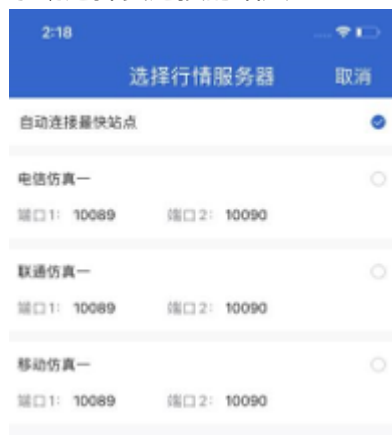 2:18
选择行情服务器 取消
自动连接最快站点
电信仿真一
端口1: 10089 端口2: 10090
联通仿真一
端口1: 10089 端口2: 10090
移动仿真一
端口1: 10089 端口2: 10090